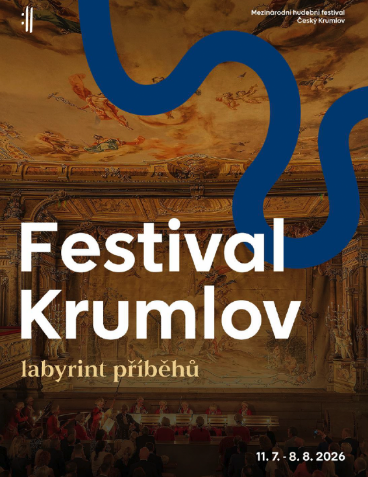 Mezinárodní hudební festival
Český Krumlov
Festival
Krumlov
labyrint příběhů
11. 7. - 8. 8. 2026